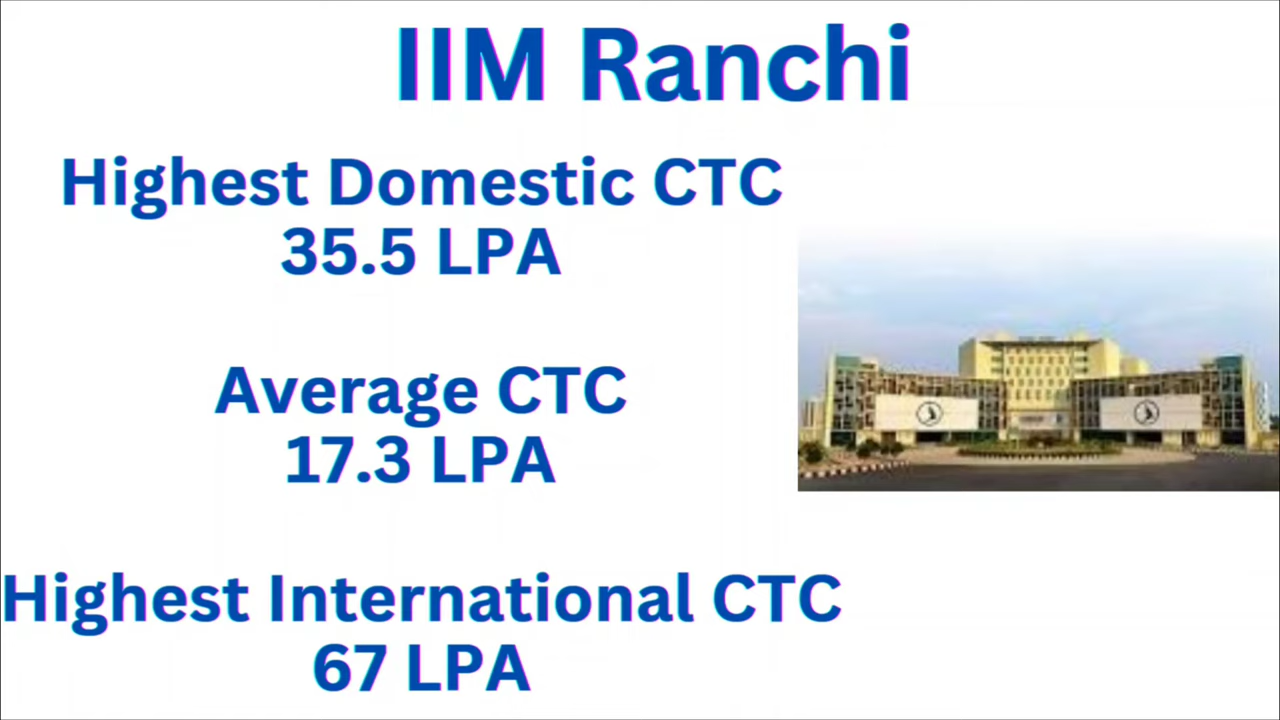 IIM Ranchi
Highest Domestic CTC
35.5 LPA
Average CTC
17.3 LPA
Highest International CTC
67 LPA